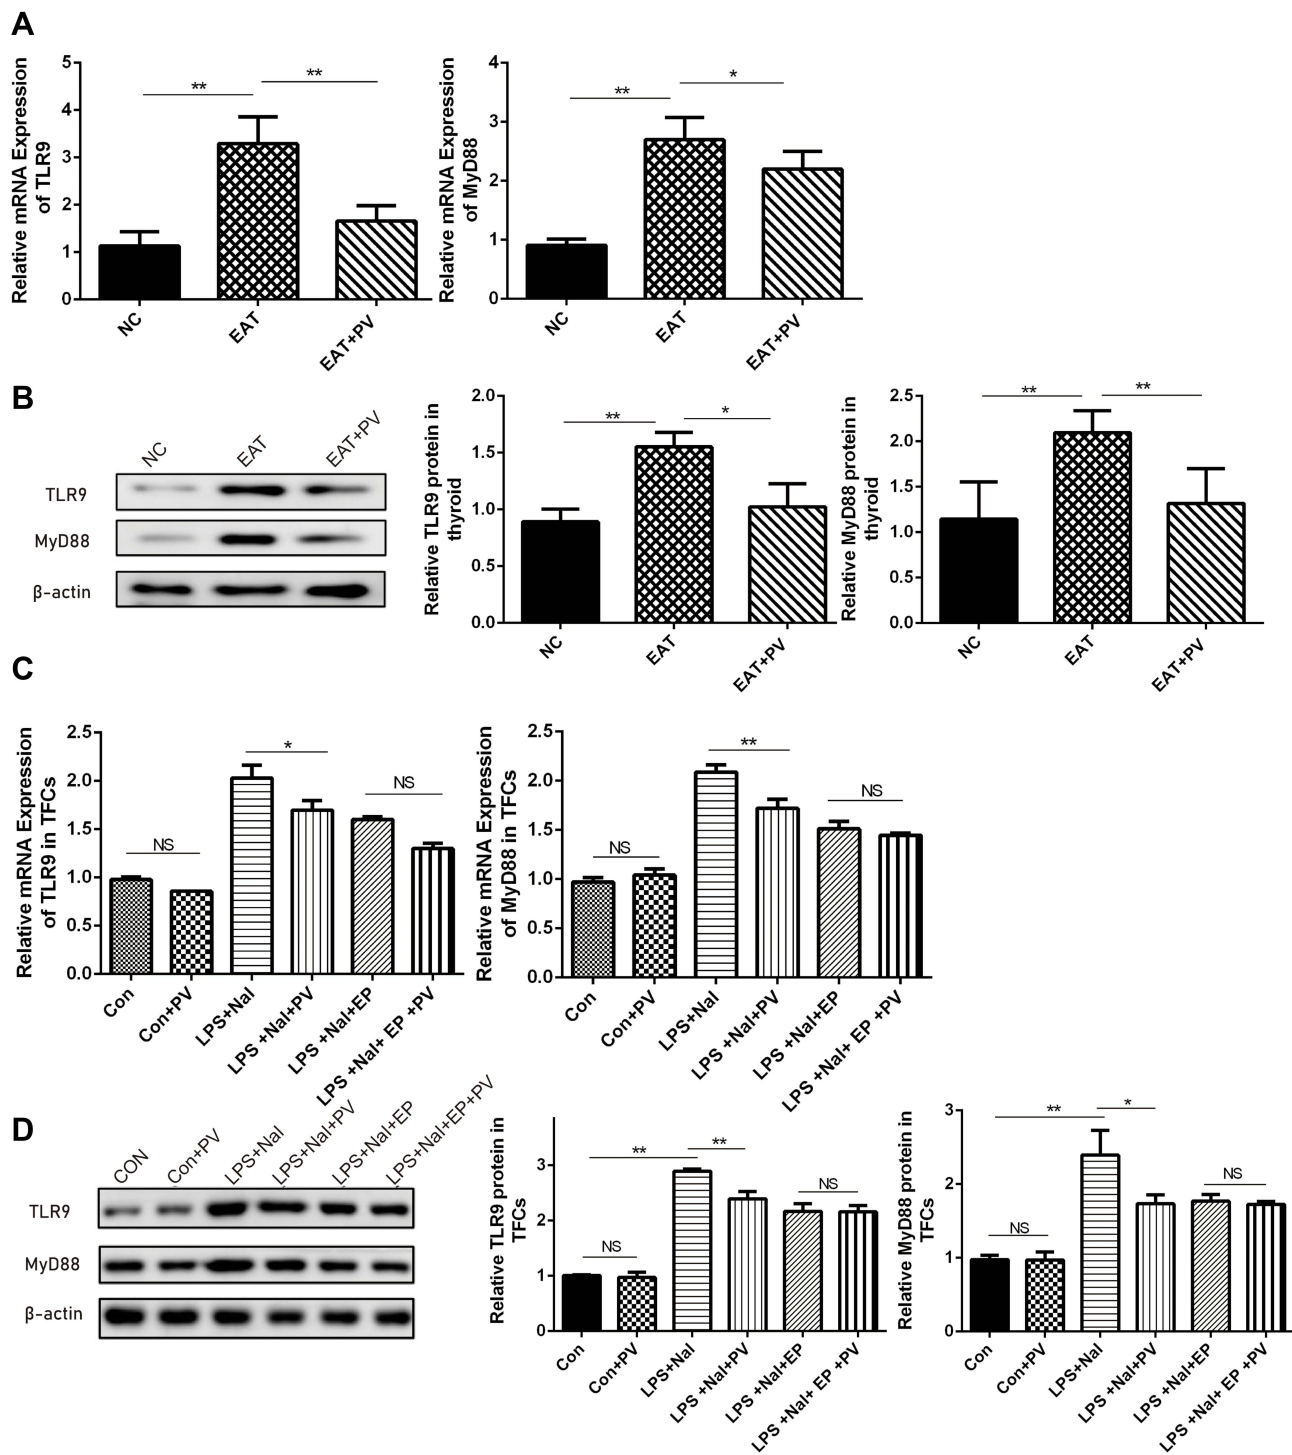 A
Relative mRNA Expression
of TLR9
5
4
3
2
1
0
**
**
NC
EAT
EAT+PV
Relative mRNA Expression
of MyD88
4
3
2
1
0
**
*
NC
EAT
EAT+PV
B
NC
EAT
EAT+PV
TLR9
MyD88
β-actin
Relative TLR9 protein in
thyroid
2.0
1.5
1.0
0.5
0.0
**
*
NC
EAT
EAT+PV
Relative MyD88 protein in
thyroid
2.5
2.0
1.5
1.0
0.5
0.0
**
**
NC
EAT
EAT+PV
C
Relative mRNA Expression
of TLR9 in TFCs
2.5
2.0
1.5
1.0
0.5
0.0
NS
*
NS
Con
Con+PV
LPS+Nal
LPS +Nal+PV
LPS +Nal+EP
LPS +Nal+ EP +PV
Relative mRNA Expression
of MyD88 in TFCs
2.5
2.0
1.5
1.0
0.5
0.0
NS
**
NS
Con
Con+PV
LPS+Nal
LPS +Nal+PV
LPS +Nal+EP
LPS +Nal+ EP +PV
D
CON
Con+PV
LPS+Nal
LPS+Nal+PV
LPS+Nal+EP
LPS+Nal+EP+PV
TLR9
MyD88
β-actin
Relative TLR9 protein in
TFCs
3
2
1
0
NS
**
**
NS
Con
Con+PV
LPS+Nal
LPS +Nal+PV
LPS +Nal+EP
LPS +Nal+ EP +PV
Relative MyD88 protein in
TFCs
3
2
1
0
NS
**
*
NS
Con
Con+PV
LPS+Nal
LPS +Nal+PV
LPS +Nal+EP
LPS +Nal+ EP +PV